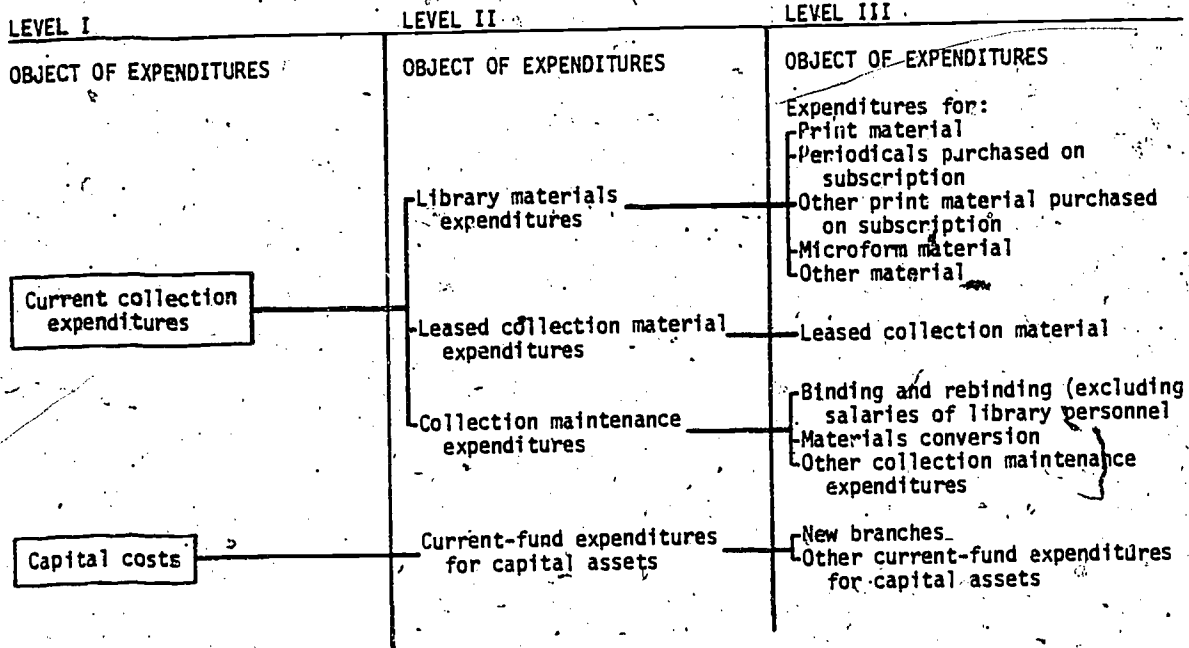 LEVEL I
LEVEL II
LEVEL III
OBJECT OF EXPENDITURES
OBJECT OF EXPENDITURES
OBJECT OF EXPENDITURES
Expenditures for:
Print material
Periodicals purchased on
subscription
Other print material purchased
on subscription
Microform material
Other material
Library materials
expenditures
Current collection
expenditures
Leased collection material
expenditures
Leased collection material
Binding and rebinding (excluding
salaries of library personnel
Materials conversion
Other collection maintenance
expenditures
Collection maintenance
expenditures
Capital costs
Current-fund expenditures
for capital assets
New branches
Other current-fund expenditures
for capital assets